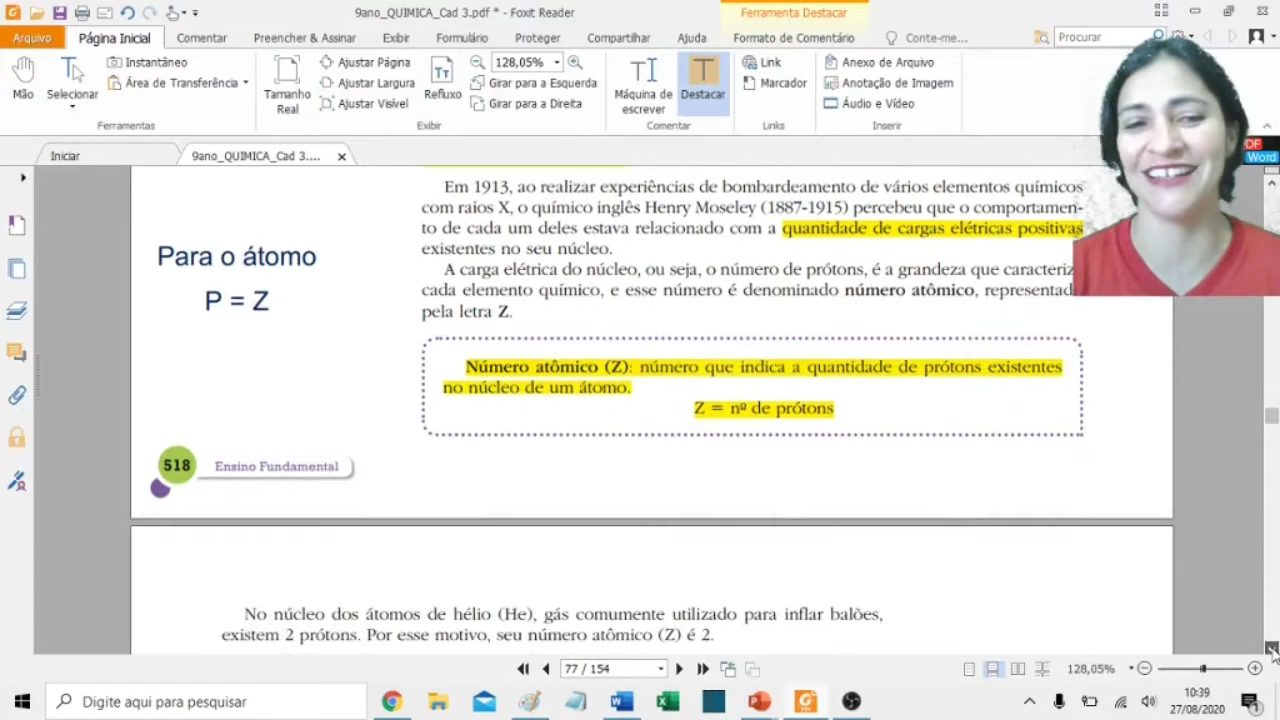 9ano_QUIMICA_Cad 3.pdf * - Foxit Reader
Ferramenta Destacar
Arquivo
Página Inicial
Comentar
Preencher & Assinar
Exibir
Formulário
Proteger
Compartilhar
Ajuda
Formato de Comentário
Conte-me...
Procurar
Mão
Selecionar
Instantâneo
Área de Transferência
Ferramentas
Tamanho
Real
Ajustar Página
Ajustar Largura
Ajustar Visível
Refluxo
128,05%
Girar para a Esquerda
Girar para a Direita
Exibir
Máquina de
escrever
Destacar
Comentar
Link
Marcador
Links
Anexo de Arquivo
Anotação de Imagem
Áudio e Vídeo
Inserir
Iniciar
9ano_QUIMICA_Cad 3....
DF
Word
Em 1913, ao realizar experiências de bombardeamento de vários elementos químicos
com raios X, o químico inglês Henry Moseley (1887-1915) percebeu que o comportamen-
to de cada um deles estava relacionado com a quantidade de cargas elétricas positivas
existentes no seu núcleo.
A carga elétrica do núcleo, ou seja, o número de prótons, é a grandeza que caracteriz
cada elemento químico, e esse número é denominado número atômico, representad
pela letra Z.
Para o átomo
P = Z
Número atômico (Z): número que indica a quantidade de prótons existentes
no núcleo de um átomo.
Z = nº de prótons
518
Ensino Fundamental
No núcleo dos átomos de hélio (He), gás comumente utilizado para inflar balões,
existem 2 prótons. Por esse motivo, seu número atômico (Z) é 2.
77 / 154
128,05%
Digite aqui para pesquisar
10:39
27/08/2020